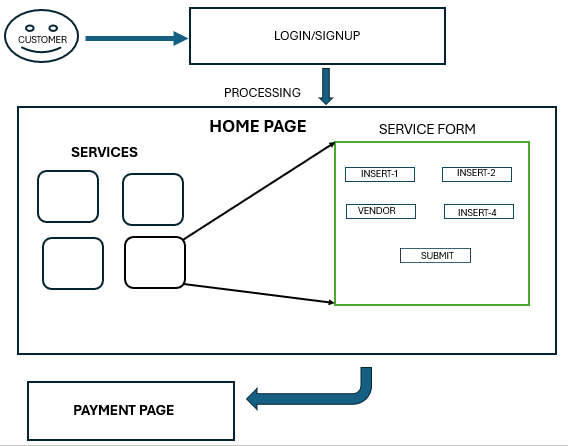 CUSTOMER
LOGIN/SIGNUP
PROCESSING
HOME PAGE
SERVICE FORM
SERVICES
INSERT-1
INSERT-2
VENDOR
INSERT-4
SUBMIT
PAYMENT PAGE